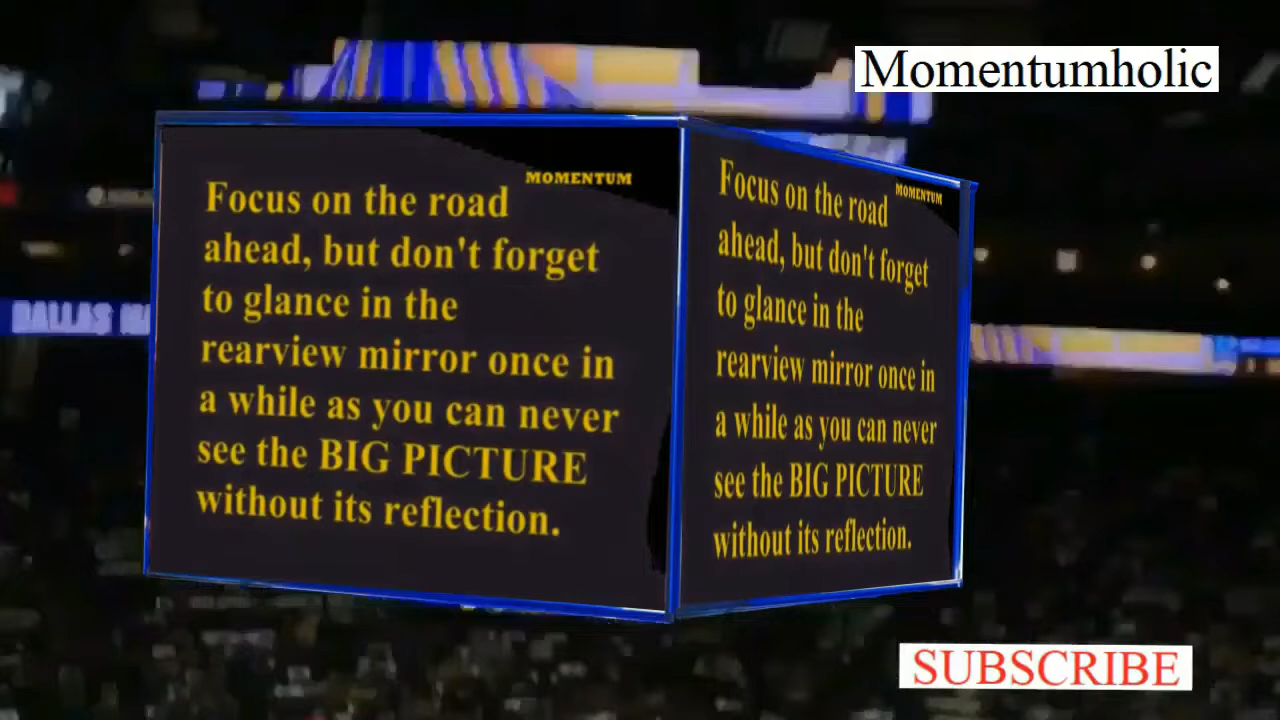 Momentumholic
MOMENTUM
Focus on the road
ahead, but don't forget
to glance in the
rearview mirror once in
a while as you can never
see the BIG PICTURE
without its reflection.
MOMENTUM
Focus on the road
ahead, but don't forget
to glance in the
rearview mirror once in
a while as you can never
see the BIG PICTURE
without its reflection.
DALLAS
SUBSCRIBE